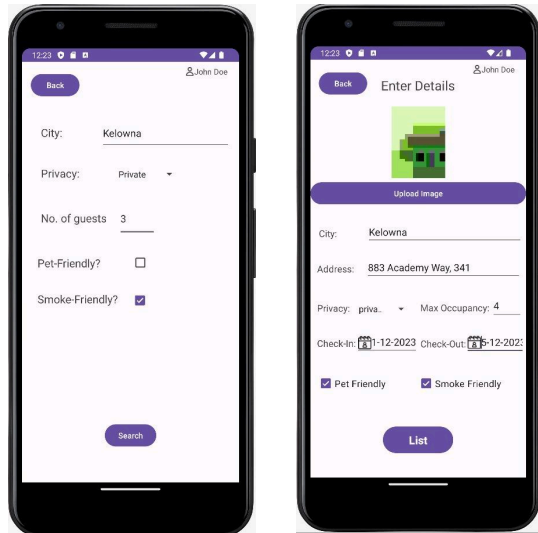 12:23
John Doe
Back
City: Kelowna
Privacy: Private
No. of guests 3
Pet-Friendly?
Smoke-Friendly?
Search
12:23
John Doe
Back
Enter Details
Upload Image
City: Kelowna
Address: 883 Academy Way, 341
Privacy: priva.. Max Occupancy: 4
Check-In: 1-12-2023 Check-Out: 5-12-202
Pet Friendly Smoke Friendly
List